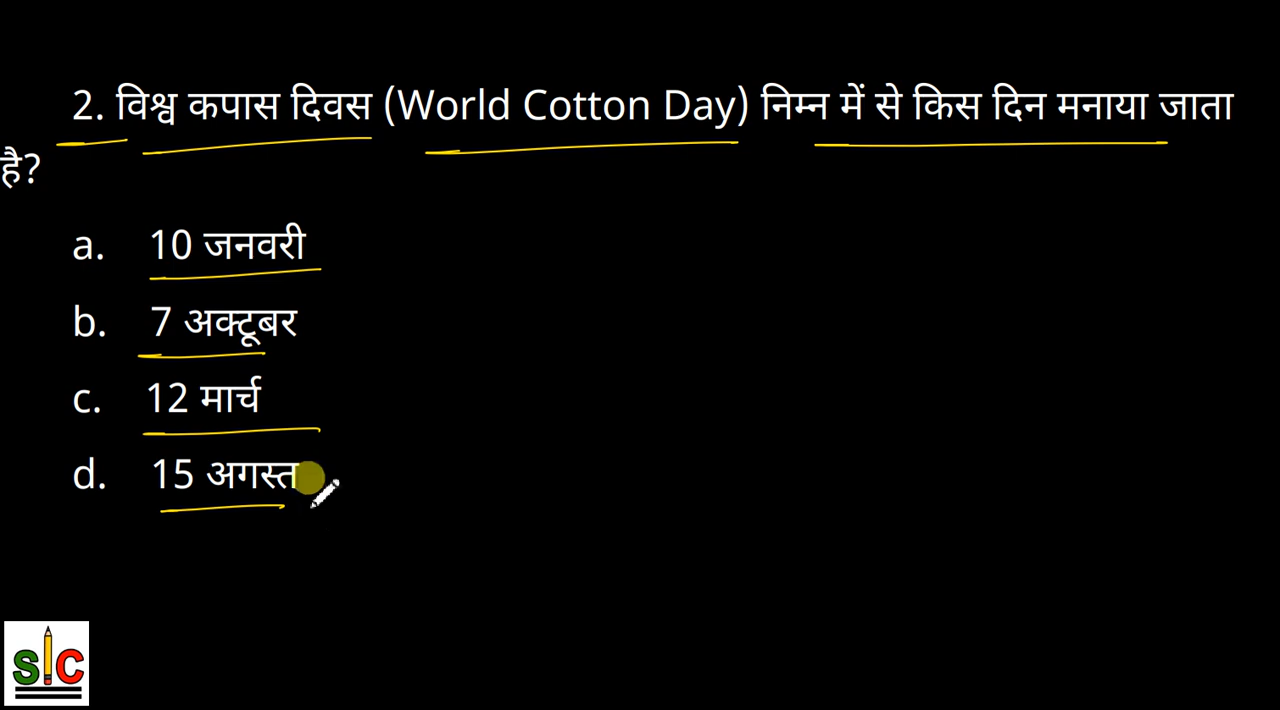 2. विश्व कपास दिवस (World Cotton Day) निम्न में से किस दिन मनाया जाता
है?
a. 10 जनवरी
b. 7 अक्टूबर
c. 12 मार्च
d. 15 अगस्त
SIC